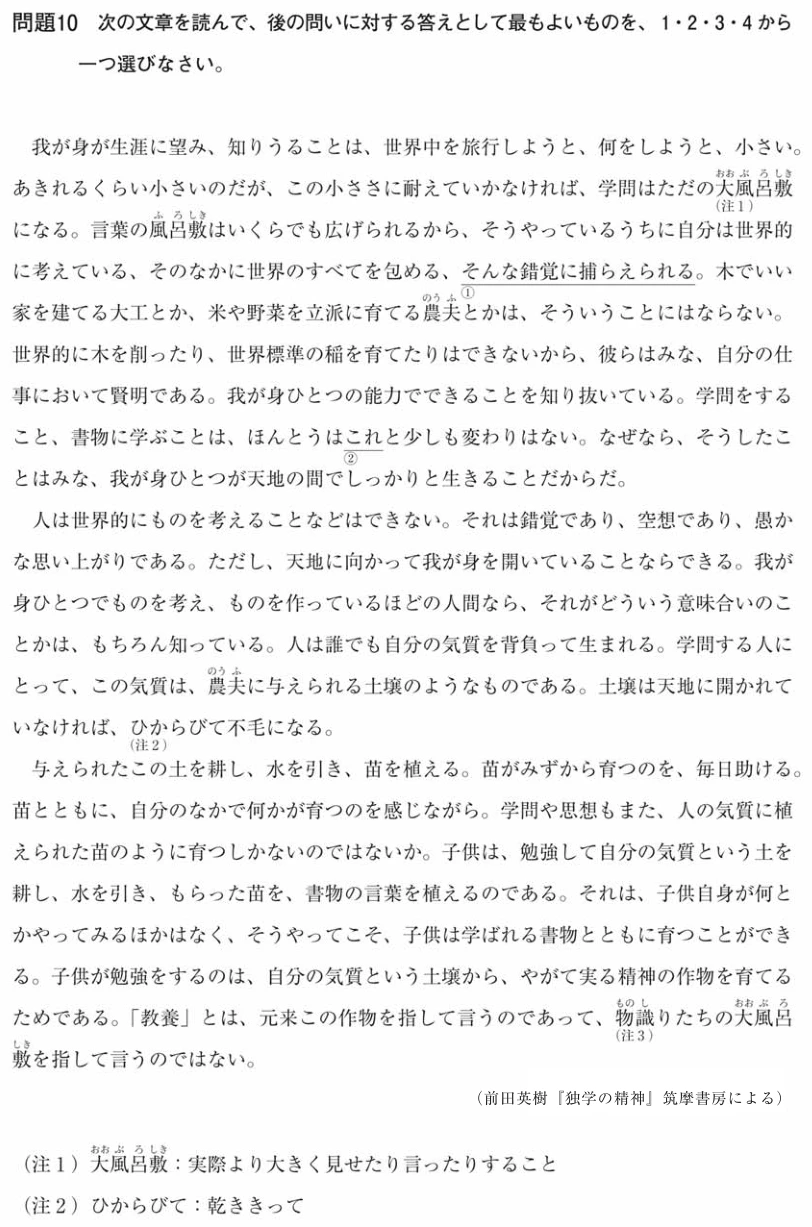 問題10 次の文章を読んで、後の問いに対する答えとして最もよいものを、1・2・3・4から
一つ選びなさい。
我が身が生涯に望み、知りうることは、世界中を旅行しようと、何をしようと、小さい。
あきれるくらい小さいのだが、この小ささに耐えていかなければ、学問はただの大風呂敷
(注1)
になる。言葉の風呂敷はいくらでも広げられるから、そうやっているうちに自分は世界的
に考えている、そのなかに世界のすべてを包める、そんな錯覚に捕らえられる。木でいい
①
家を建てる大工とか、米や野菜を立派に育てる農夫とかは、そういうことにはならない。
世界的に木を削ったり、世界標準の稲を育てたりはできないから、彼らはみな、自分の仕
事において賢明である。我が身ひとつの能力でできることを知り抜いている。学問をする
こと、書物に学ぶことは、ほんとうはこれと少しも変わりはない。なぜなら、そうしたこ
②
とはみな、我が身ひとつが天地の間でしっかりと生きることだからだ。
人は世界的にものを考えることなどはできない。それは錯覚であり、空想であり、愚か
な思い上がりである。ただし、天地に向かって我が身を開いていることならできる。我が
身ひとつでものを考え、ものを作っているほどの人間なら、それがどういう意味合いのこ
とかは、もちろん知っている。人は誰でも自分の気質を背負って生まれる。学問する人に
とって、この気質は、農夫に与えられる土壌のようなものである。土壌は天地に開かれて
いなければ、ひからびて不毛になる。
(注2)
与えられたこの土を耕し、水を引き、苗を植える。苗がみずから育つのを、毎日助ける。
苗とともに、自分のなかで何かが育つのを感じながら。学問や思想もまた、人の気質に植
えられた苗のように育つしかないのではないか。子供は、勉強して自分の気質という土を
耕し、水を引き、もらった苗を、書物の言葉を植えるのである。それは、子供自身が何と
かやってみるほかはなく、そうやってこそ、子供は学ばれる書物とともに育つことができ
る。子供が勉強をするのは、自分の気質という土壌から、やがて実る精神の作物を育てる
ためである。「教養」とは、元来この作物を指して言うのであって、物識りたちの大風呂
(注3)
敷を指して言うのではない。
(前田英樹『独学の精神』筑摩書房による)
(注1)大風呂敷:実際より大きく見せたり言ったりすること
(注2)ひからびて:乾ききって